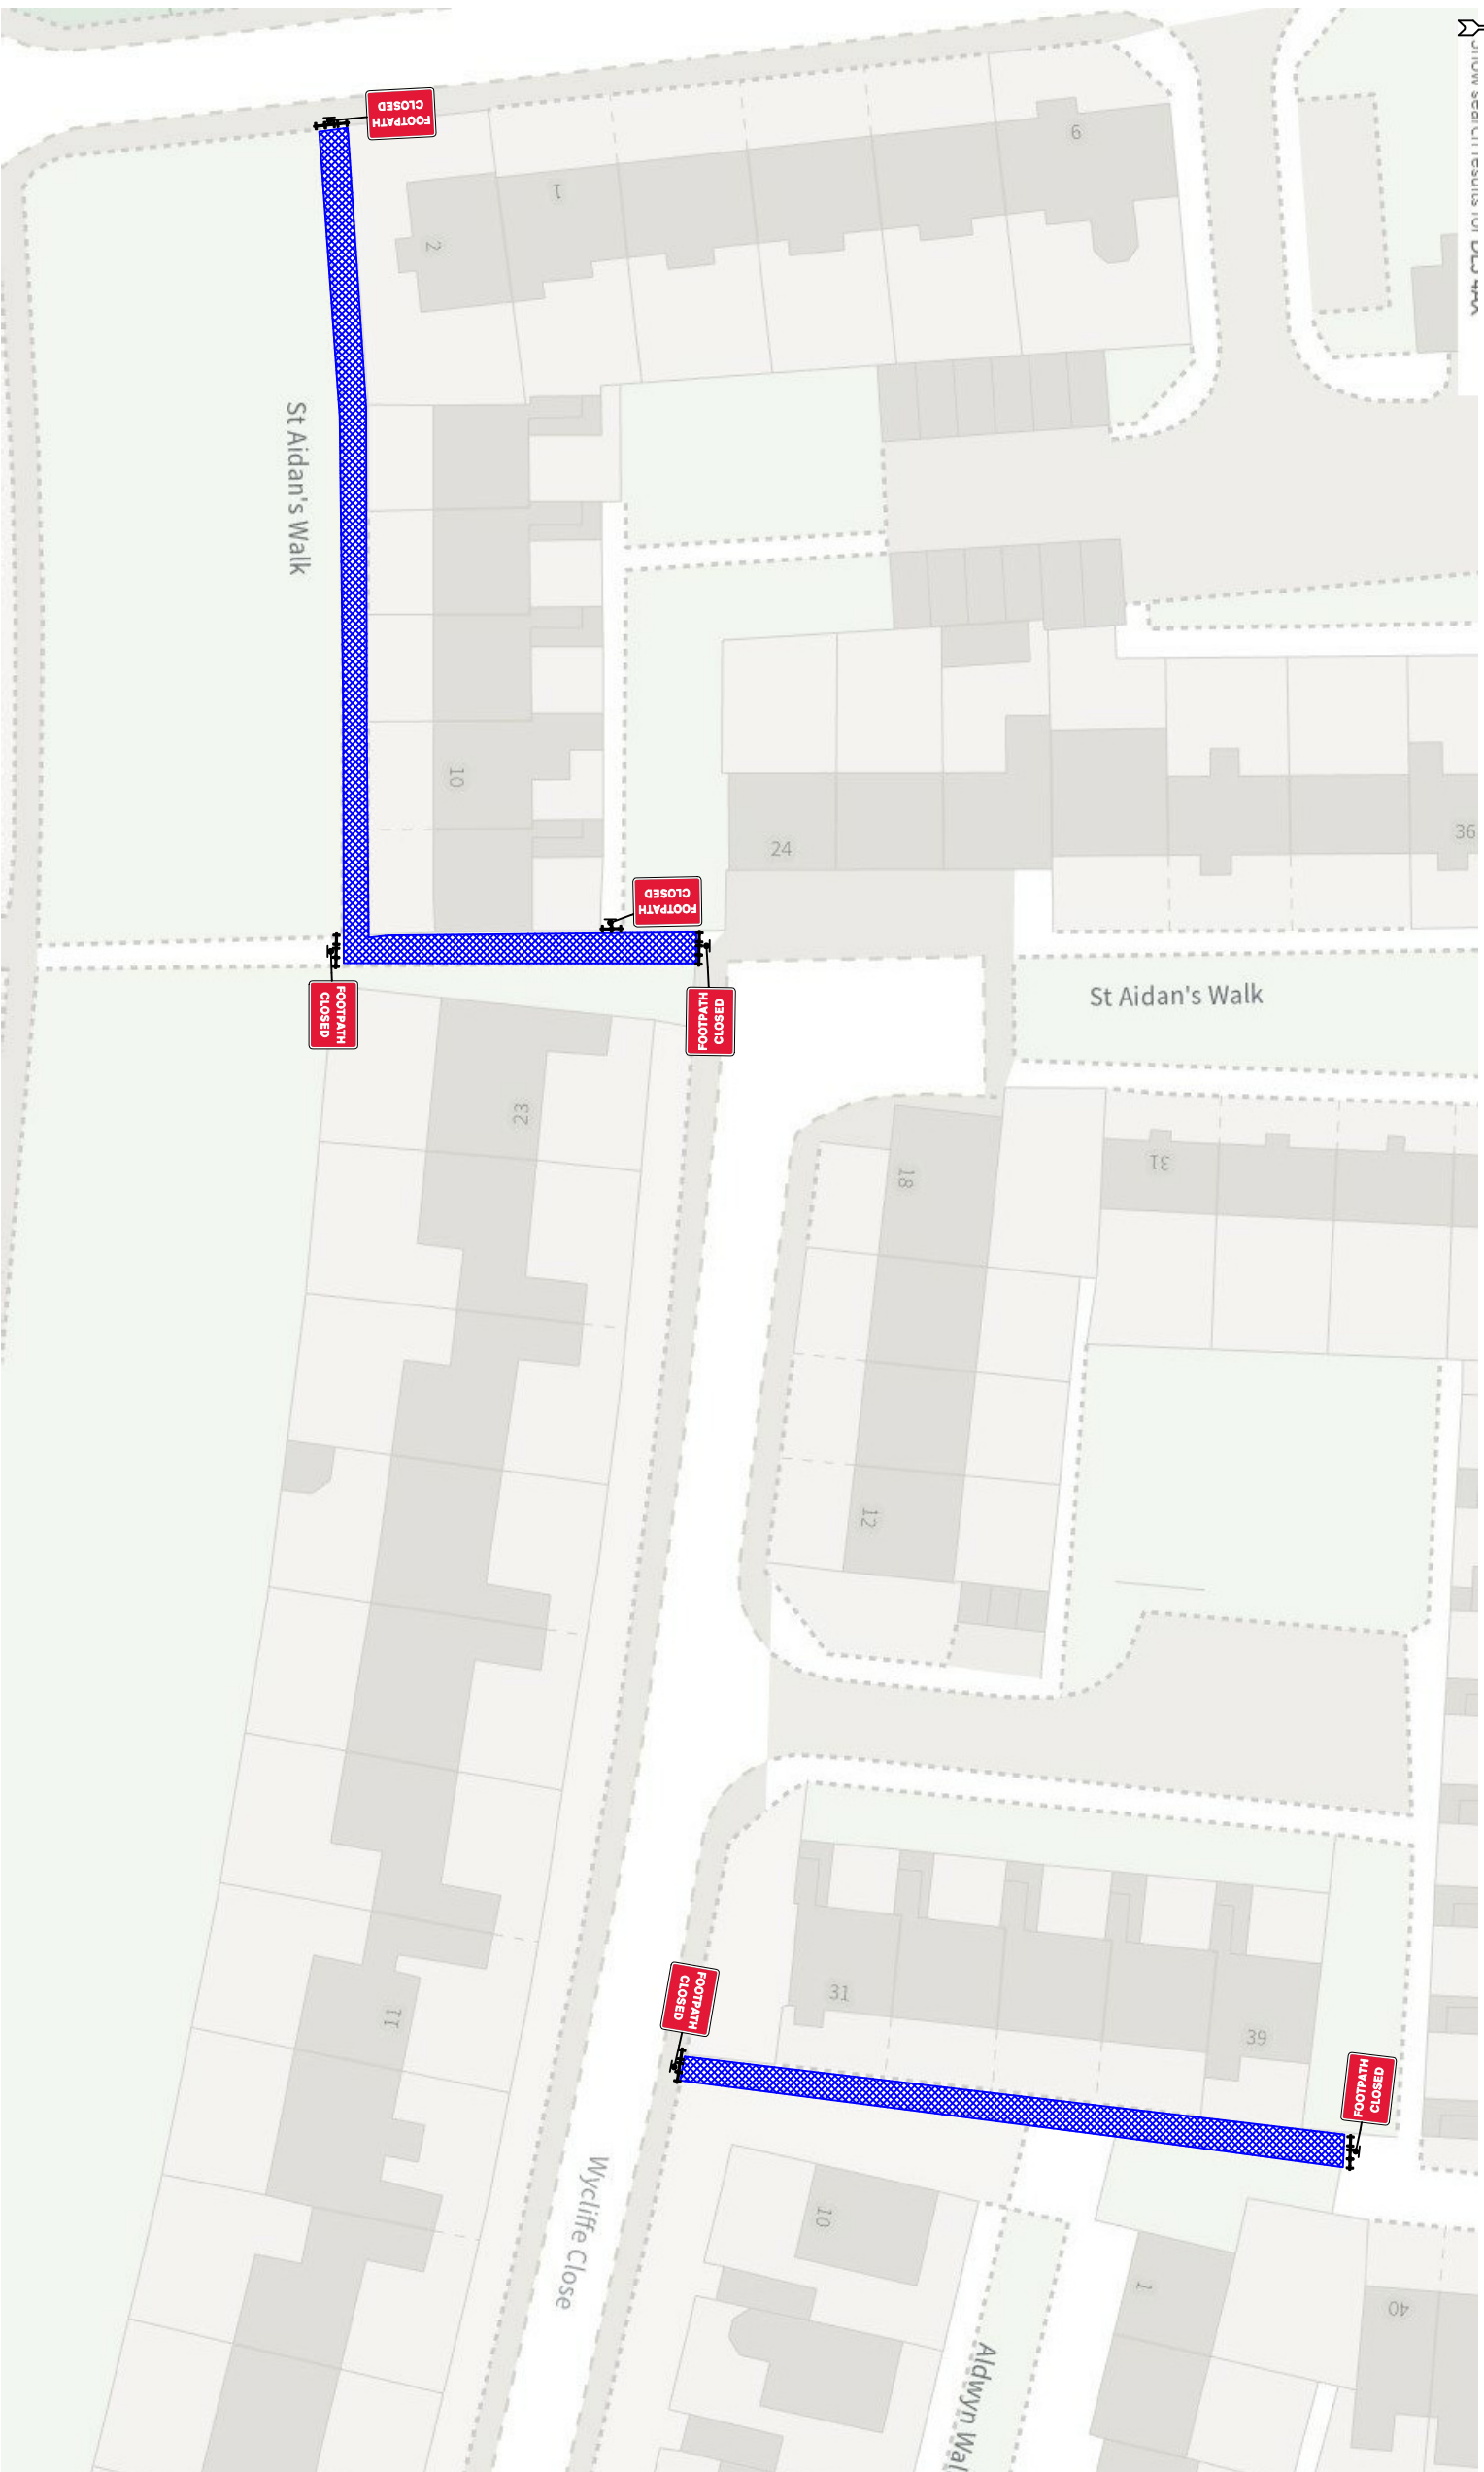 FOOTPATH
CLOSED
6
1
2
St Aidan's Walk
10
24
36
FOOTPATH
CLOSED
FOOTPATH
CLOSED
FOOTPATH
CLOSED
St Aidan's Walk
23
18
31
12
31
39
11
FOOTPATH
CLOSED
FOOTPATH
CLOSED
Wycliffe Close
10
1
40
Aldwyn Wal